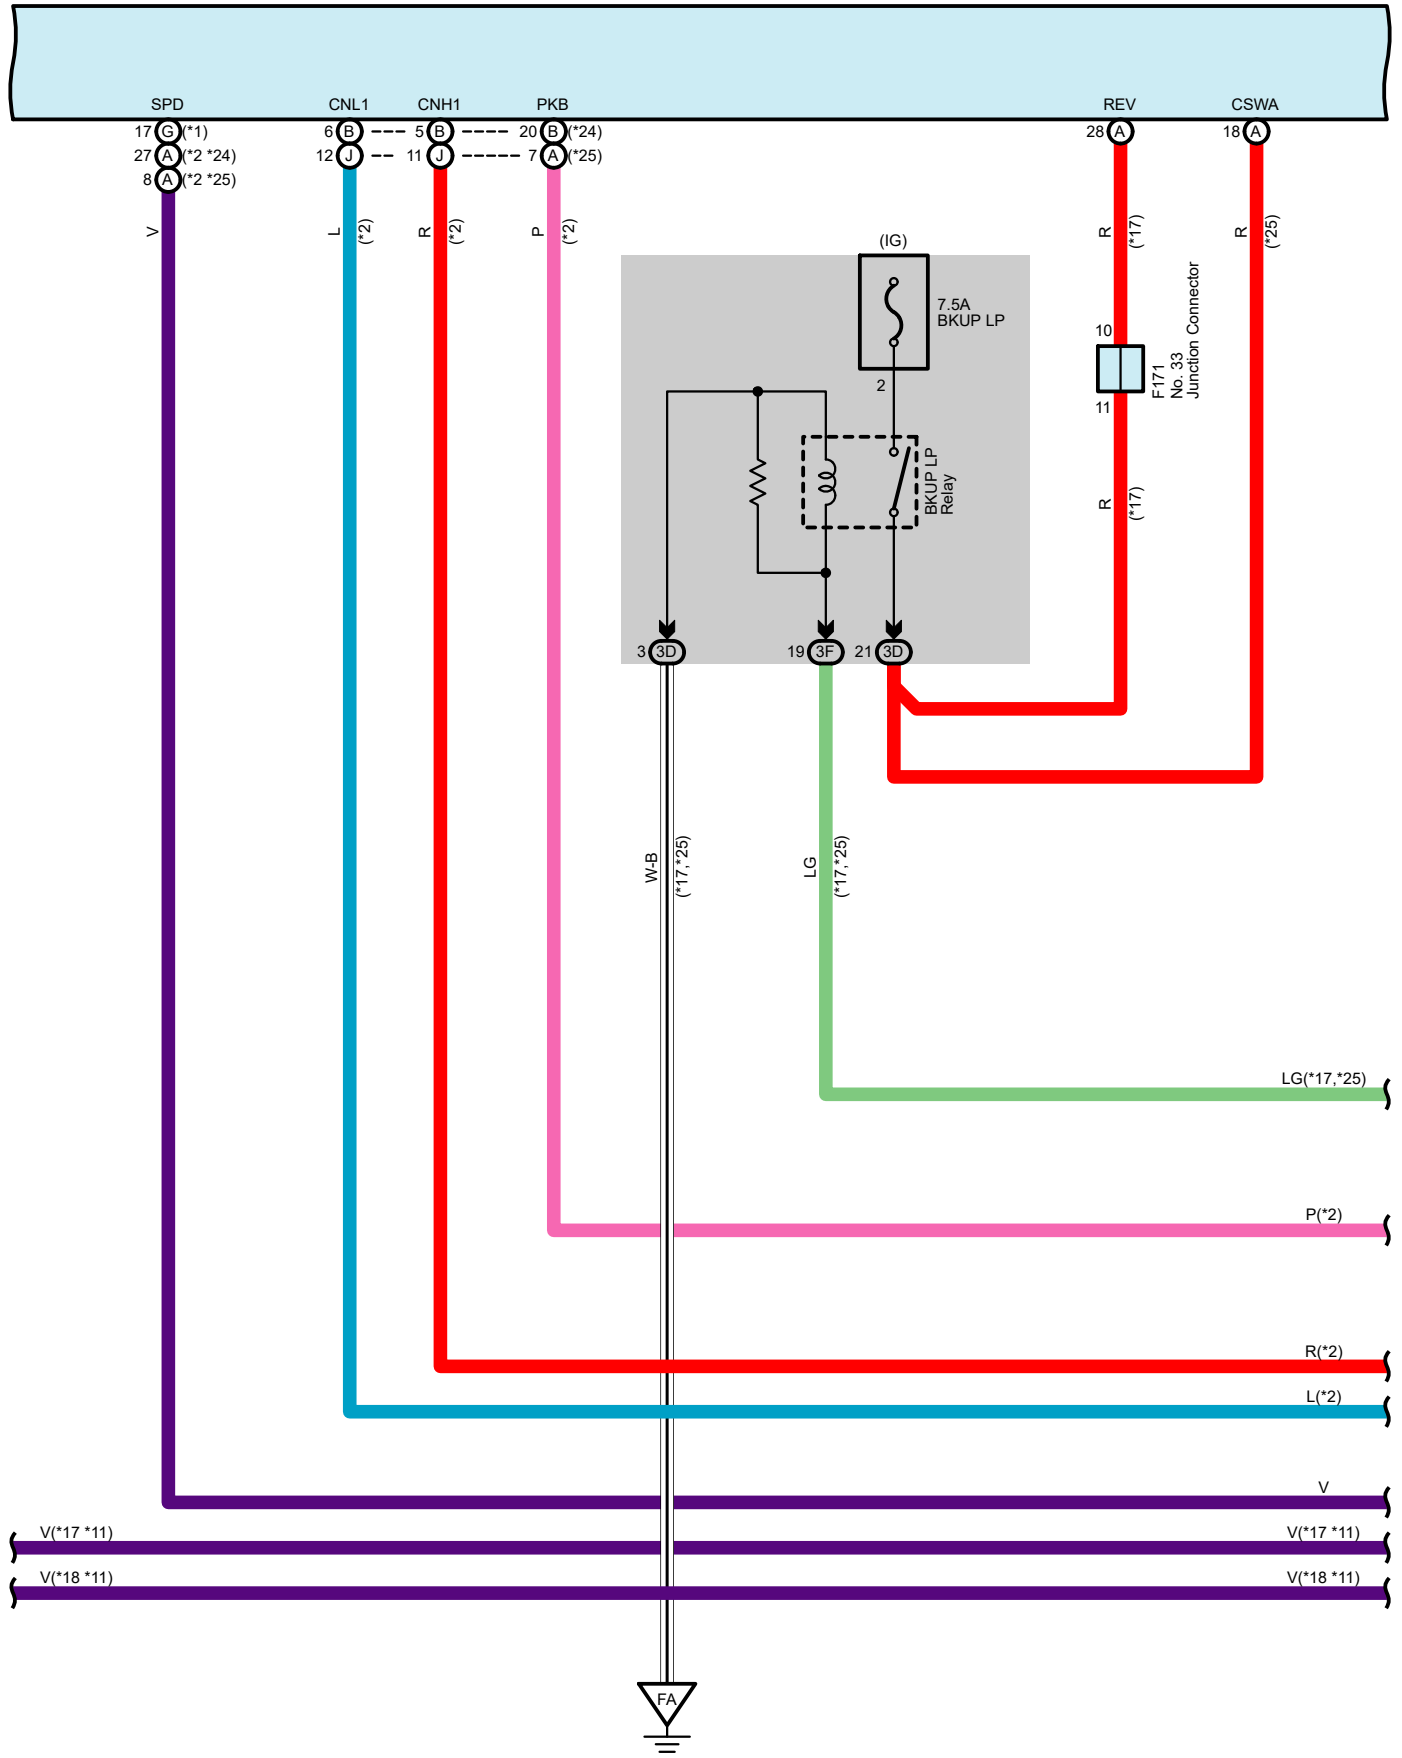 SPD CNL1 CNH1 PKB REV CSWA
17 G (*1) 6 B 5 B 20 B (*24) 28 A 18 A
27 A (*2 *24) 12 J 11 J 7 A (*25)
8 A (*2 *25)
V L (*2) R (*2) P (*2) R (*17) R (*25)
(IG)
7.5A
BKUP LP
2
10
11
F171
No. 33
Junction Connector
BKUP LP
Relay
R (*17)
3 3D 19 3F 21 3D
W-B (*17,*25) LG (*17,*25)
LG(*17,*25)
P(*2)
R(*2)
L(*2)
V
V(*17 *11) V(*17 *11)
V(*18 *11) V(*18 *11)
FA